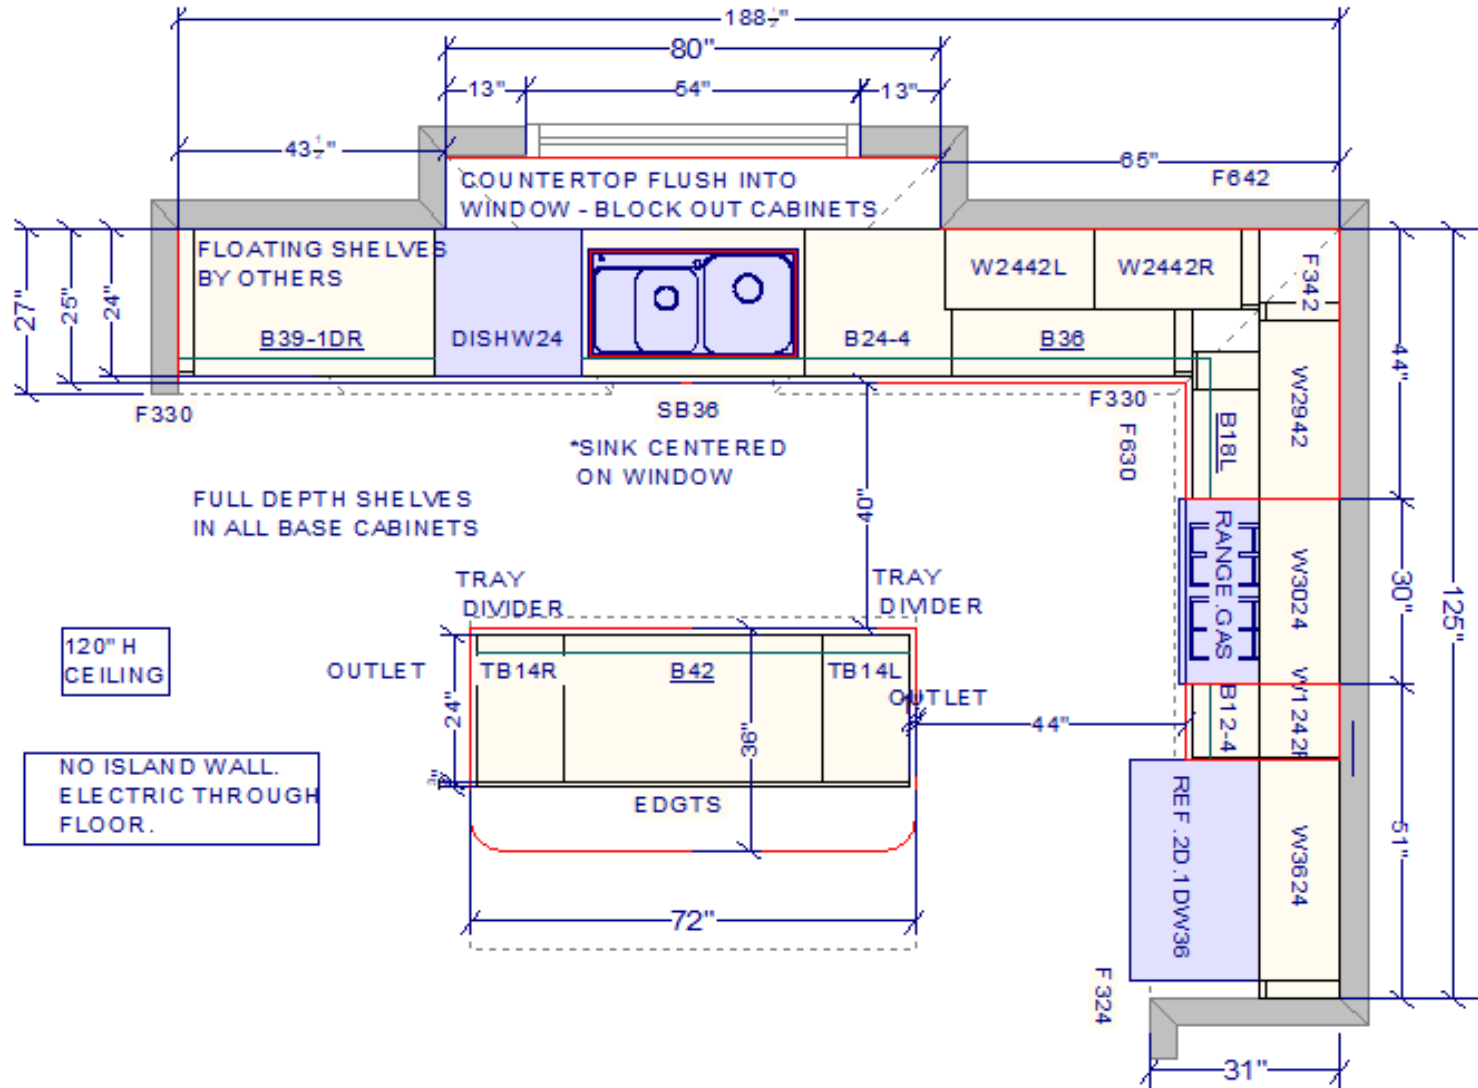 188½"
80"
13"
54"
13"
43½"
65"
F642
COUNTERTOP FLUSH INTO
WINDOW - BLOCK OUT CABINETS
FLOATING SHELVES
BY OTHERS
W2442L
W2442R
F342
27"
25"
24"
B39-1DR
DISHW24
B24-4
B36
44"
W2942
F330
SB36
F330
*SINK CENTERED
ON WINDOW
F630
B18L
FULL DEPTH SHELVES
IN ALL BASE CABINETS
40"
RANGE.GAS
W3024
30"
125"
TRAY
DIVIDER
TRAY
DIVIDER
120" H
CEILING
OUTLET
TB14R
B42
TB14L
OUTLET
24"
36"
44"
B12-4
W1242R
3"
NO ISLAND WALL.
ELECTRIC THROUGH
FLOOR.
EDGTS
REF.2D.1DW36
W3624
51"
72"
F324
31"